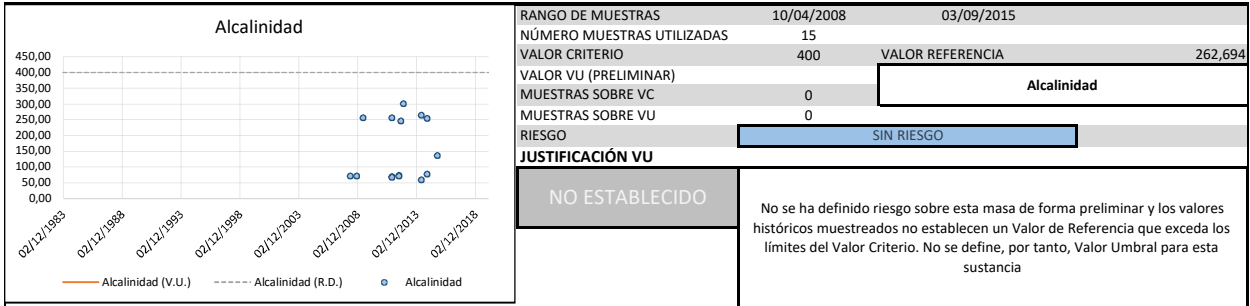 Alcalinidad
450,00
400,00
350,00
300,00
250,00
200,00
150,00
100,00
50,00
0,00
02/12/1983
02/12/1988
02/12/1993
02/12/1998
02/12/2003
02/12/2008
02/12/2013
02/12/2018
Alcalinidad (V.U.) Alcalinidad (R.D.) Alcalinidad
RANGO DE MUESTRAS 10/04/2008 03/09/2015
NÚMERO MUESTRAS UTILIZADAS 15
VALOR CRITERIO 400 VALOR REFERENCIA 262,694
VALOR VU (PRELIMINAR)
Alcalinidad
MUESTRAS SOBRE VC 0
MUESTRAS SOBRE VU 0
RIESGO SIN RIESGO
JUSTIFICACIÓN VU
NO ESTABLECIDO
No se ha definido riesgo sobre esta masa de forma preliminar y los valores
históricos muestreados no establecen un Valor de Referencia que exceda los
límites del Valor Criterio. No se define, por tanto, Valor Umbral para esta
sustancia